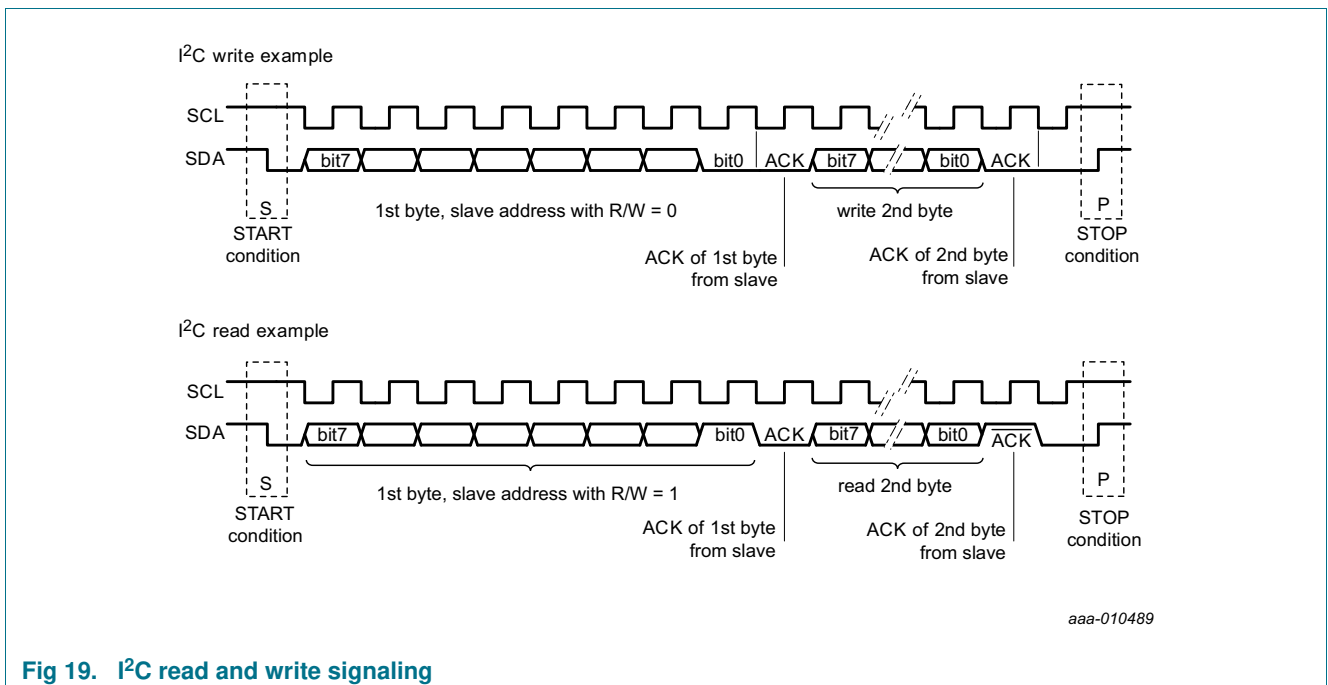 I²C write example
SCL
SDA
bit7
bit0
ACK
bit7
bit0
ACK
S
START
condition
1st byte, slave address with R/W = 0
write 2nd byte
ACK of 1st byte
from slave
ACK of 2nd byte
from slave
P
STOP
condition
I²C read example
SCL
SDA
bit7
bit0
ACK
bit7
bit0
A̅C̅K̅
S
START
condition
1st byte, slave address with R/W = 1
read 2nd byte
ACK of 1st byte
from slave
ACK of 2nd byte
from slave
P
STOP
condition
aaa-010489
Fig 19. I²C read and write signaling